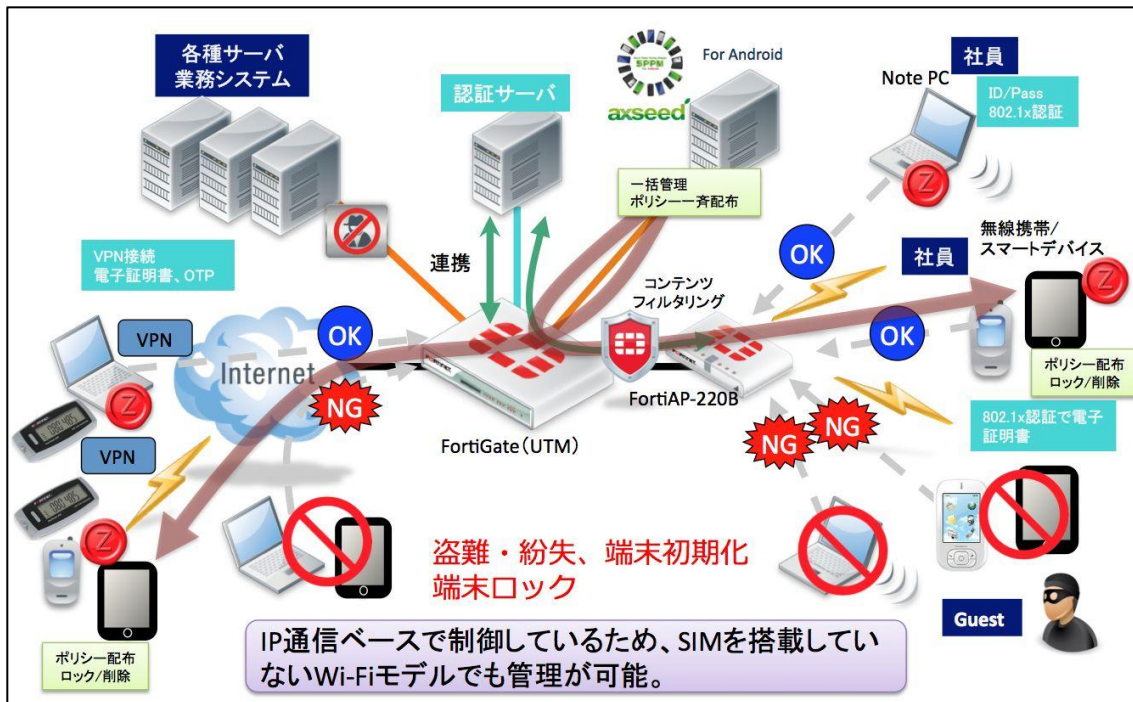 各種サーバ
業務システム
認証サーバ
SPPM
axseed
For Android
社員
Note PC
ID/Pass
802.1x認証
Z
一括管理
ポリシー一斉配布
VPN接続
電子証明書、OTP
連携
コンテンツ
フィルタリング
OK
社員
無線携帯/
スマートデバイス
Z
VPN
OK
OK
Internet
Z
NG
FortiGate(UTM)
FortiAP-220B
ポリシー配布
ロック/削除
802.1x認証で電子
証明書
NG
NG
VPN
Z
盗難・紛失、端末初期化
端末ロック
Guest
ポリシー配布
ロック/削除
IP通信ベースで制御しているため、SIMを搭載してい
ないWi-Fiモデルでも管理が可能。